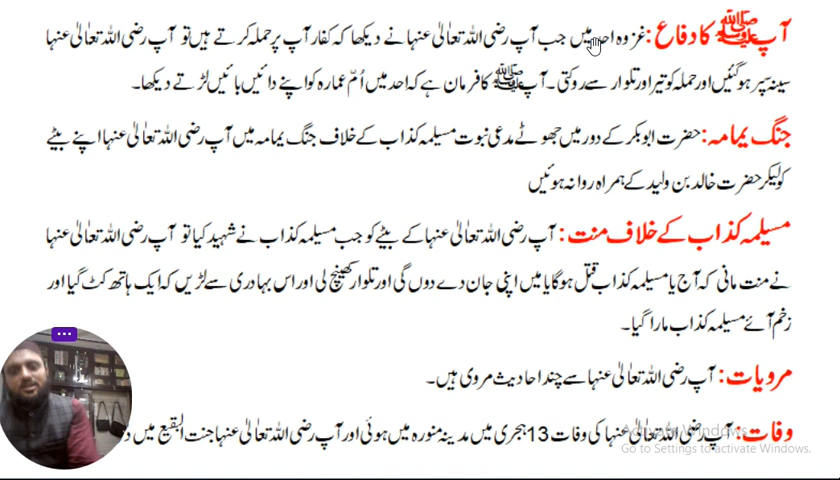 آپ ﷺ کا دفاع: غزوہ احد میں جب آپ رضی اللہ تعالیٰ عنہا نے دیکھا کہ کفار آپ پر حملہ کرتے ہیں تو آپ رضی اللہ تعالیٰ عنہا
سینہ سپر ہو گئیں اور حملہ کو تیر اور تلوار سے روکتی۔ آپ ﷺ کا فرمان ہے کہ احد میں اُمّ عمارہ کو اپنے دائیں بائیں لڑتے دیکھا۔
جنگ یمامہ: حضرت ابو بکر کے دور میں جھوٹے مدعی نبوت مسیلمہ کذاب کے خلاف جنگ یمامہ میں آپ رضی اللہ تعالیٰ عنہا اپنے بیٹے
کو لیکر حضرت خالد بن ولید کے ہمراہ روانہ ہوئیں
مسیلمہ کذاب کے خلاف منت: آپ رضی اللہ تعالیٰ عنہا کے بیٹے کو جب مسیلمہ کذاب نے شہید کیا تو آپ رضی اللہ تعالیٰ عنہا
نے منت مانی کہ آج یا مسیلمہ کذاب قتل ہوگا یا میں اپنی جان دے دوں گی اور تلوار کھینچ لی اور اس بہادری سے لڑیں کہ ایک ہاتھ کٹ گیا اور
زخم آئے مسیلمہ کذاب مارا گیا۔
مرویات: آپ رضی اللہ تعالیٰ عنہا سے چند احادیث مروی ہیں۔
وفات: آپ رضی اللہ تعالیٰ عنہا کی وفات 13 ہجری میں مدینہ منورہ میں ہوئی اور آپ رضی اللہ تعالیٰ عنہا جنت البقیع میں
Activate Windows
Go to Settings to activate Windows.